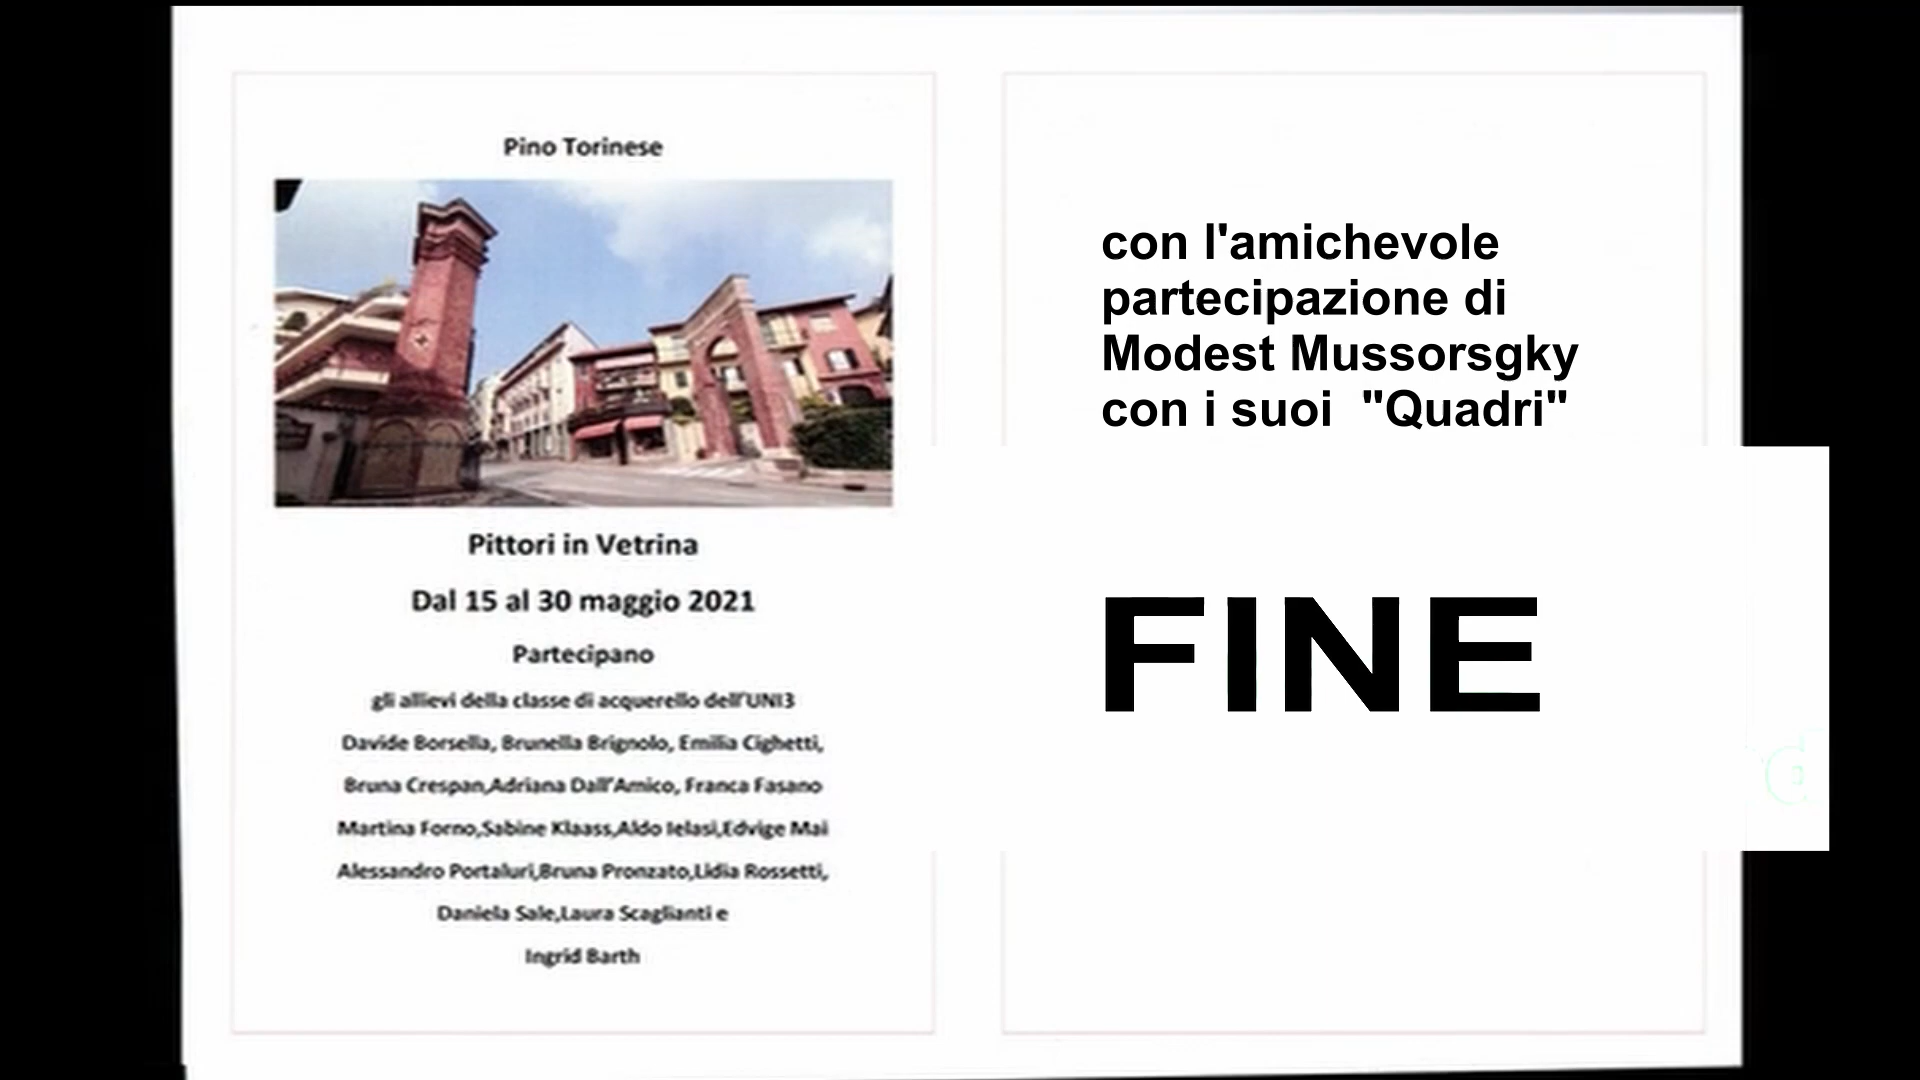 Pino Torinese
Pittori in Vetrina
Dal 15 al 30 maggio 2021
Partecipano
gli allievi della classe di acquerello dell'UNI3
Davide Borsella, Brunella Brignolo, Emilia Cighetti,
Bruna Crespan,Adriana Dall'Amico, Franca Fasano
Martina Forno,Sabine Klaass,Aldo Ielasi,Edvige Mai
Alessandro Portaluri,Bruna Pronzato,Lidia Rossetti,
Daniela Sale,Laura Scaglianti e
Ingrid Barth
con l'amichevole
partecipazione di
Modest Mussorsgky
con i suoi "Quadri"
FINE